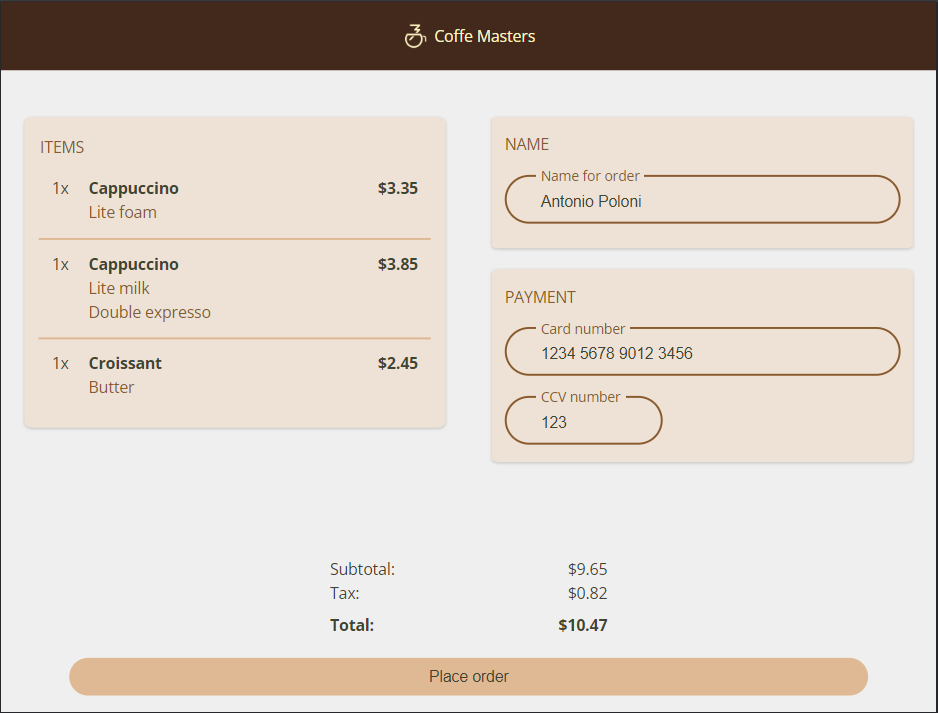 Coffe Masters
ITEMS
1x Cappuccino $3.35
Lite foam
1x Cappuccino $3.85
Lite milk
Double expresso
1x Croissant $2.45
Butter
NAME
Name for order
Antonio Poloni
PAYMENT
Card number
1234 5678 9012 3456
CCV number
123
Subtotal: $9.65
Tax: $0.82
Total: $10.47
Place order